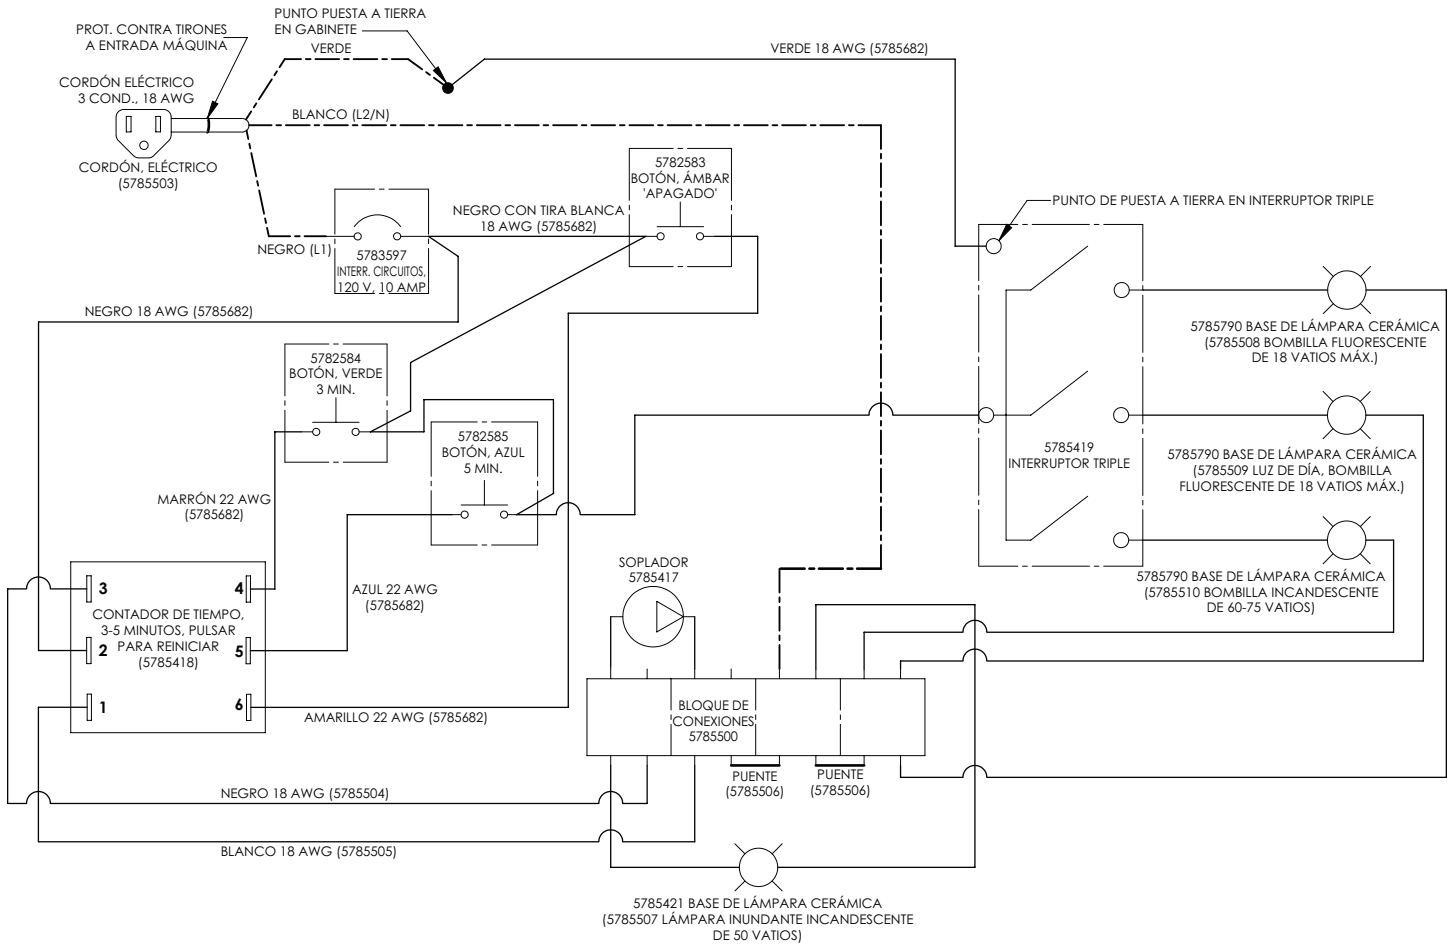 PUNTO PUESTA A TIERRA
EN GABINETE
PROT. CONTRA TIRONES
A ENTRADA MÁQUINA
VERDE
VERDE 18 AWG (5785682)
CORDÓN ELÉCTRICO
3 COND., 18 AWG
BLANCO (L2/N)
CORDÓN, ELÉCTRICO
(5785503)
5782583
BOTÓN, ÁMBAR
'APAGADO'
PUNTO DE PUESTA A TIERRA EN INTERRUPTOR TRIPLE
NEGRO CON TIRA BLANCA
18 AWG (5785682)
NEGRO (L1)
5783597
INTERR. CIRCUITOS,
120 V, 10 AMP
NEGRO 18 AWG (5785682)
5785790 BASE DE LÁMPARA CERÁMICA
(5785508 BOMBILLA FLUORESCENTE
DE 18 VATIOS MÁX.)
5782584
BOTÓN, VERDE
3 MIN.
5782585
BOTÓN, AZUL
5 MIN.
5785419
INTERRUPTOR TRIPLE
5785790 BASE DE LÁMPARA CERÁMICA
(5785509 LUZ DE DÍA, BOMBILLA
FLUORESCENTE DE 18 VATIOS MÁX.)
MARRÓN 22 AWG
(5785682)
SOPLADOR
5785417
5785790 BASE DE LÁMPARA CERÁMICA
(5785510 BOMBILLA INCANDESCENTE
DE 60-75 VATIOS)
3
4
AZUL 22 AWG
(5785682)
CONTADOR DE TIEMPO,
3-5 MINUTOS, PULSAR
PARA REINICIAR
(5785418)
2
5
1
6
AMARILLO 22 AWG (5785682)
BLOQUE DE
CONEXIONES
5785500
PUENTE
(5785506)
PUENTE
(5785506)
NEGRO 18 AWG (5785504)
BLANCO 18 AWG (5785505)
5785421 BASE DE LÁMPARA CERÁMICA
(5785507 LÁMPARA INUNDANTE INCANDESCENTE
DE 50 VATIOS)